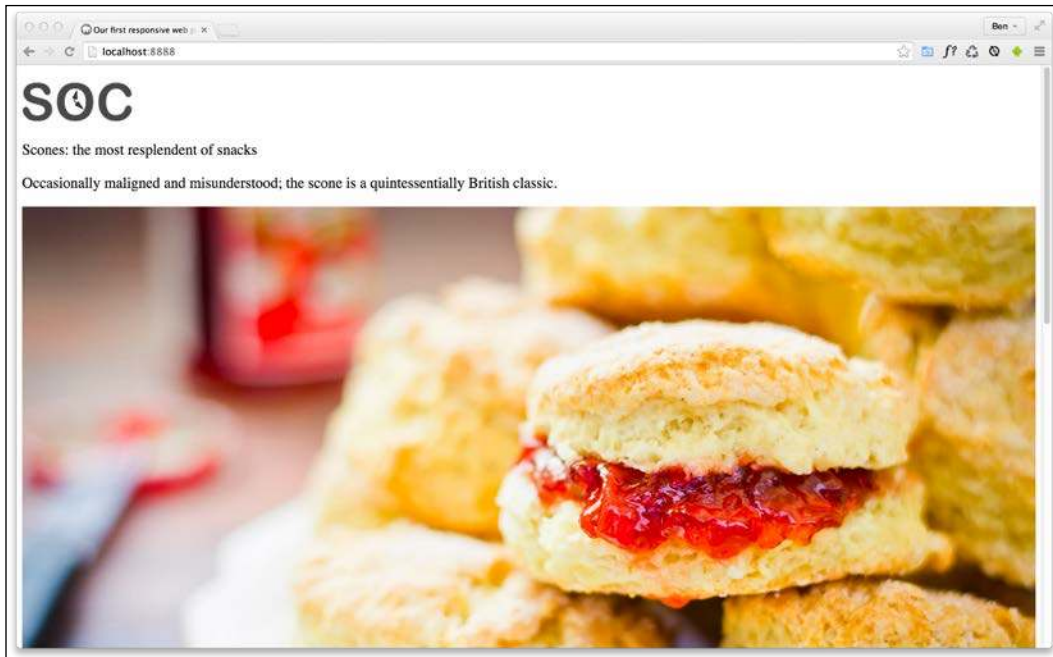 Our first responsive web p
Ben
localhost:8888
f?
SOC
Scones: the most resplendent of snacks
Occasionally maligned and misunderstood; the scone is a quintessentially British classic.